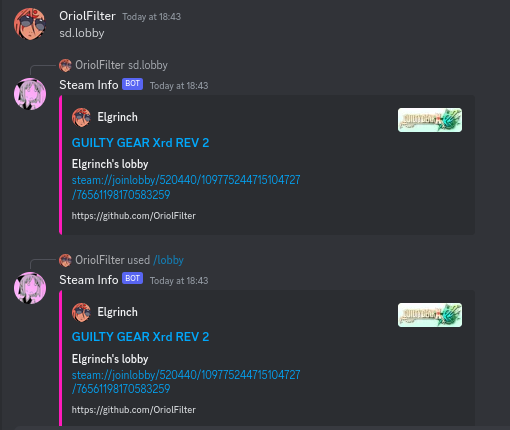 OriolFilter Today at 18:43
sd.lobby
OriolFilter sd.lobby
Steam Info BOT Today at 18:43
Elgrinch
GUILTY GEAR Xrd REV 2
Elgrinch's lobby
steam://joinlobby/520440/109775244715104727
/76561198170583259
https://github.com/OriolFilter
OriolFilter used /lobby
Steam Info BOT Today at 18:43
Elgrinch
GUILTY GEAR Xrd REV 2
Elgrinch's lobby
steam://joinlobby/520440/109775244715104727
/76561198170583259
https://github.com/OriolFilter